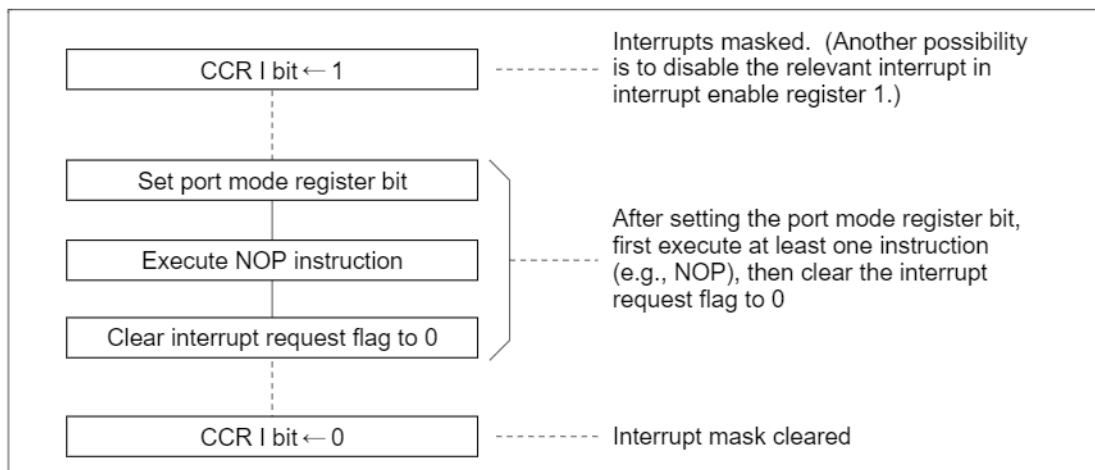 CCR I bit ← 1
Interrupts masked. (Another possibility
is to disable the relevant interrupt in
interrupt enable register 1.)
Set port mode register bit
Execute NOP instruction
Clear interrupt request flag to 0
After setting the port mode register bit,
first execute at least one instruction
(e.g., NOP), then clear the interrupt
request flag to 0
CCR I bit ← 0
Interrupt mask cleared